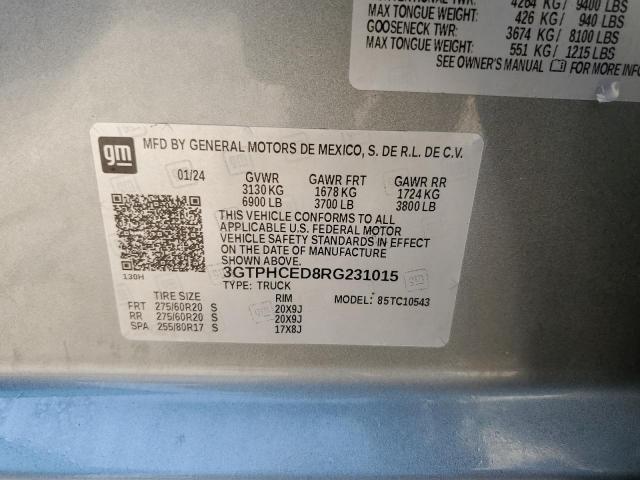 4264 KG/ 9400 LBS
MAX TONGUE WEIGHT: 426 KG/ 940 LBS
GOOSENECK TWR: 3674 KG/ 8100 LBS
MAX TONGUE WEIGHT: 551 KG/ 1215 LBS
SEE OWNER'S MANUAL FOR MORE INFO
gm
MFD BY GENERAL MOTORS DE MEXICO, S. DE R.L. DE C.V.
01/24 GVWR GAWR FRT GAWR RR
3130 KG 1678 KG 1724 KG
6900 LB 3700 LB 3800 LB
THIS VEHICLE CONFORMS TO ALL
APPLICABLE U.S. FEDERAL MOTOR
VEHICLE SAFETY STANDARDS IN EFFECT
ON THE DATE OF MANUFACTURE
SHOWN ABOVE.
130H
3GTPHCED8RG231015
TYPE: TRUCK
TIRE SIZE RIM MODEL: 85TC10543
FRT 275/60R20 S 20X9J
RR 275/60R20 S 20X9J
SPA 255/80R17 S 17X8J